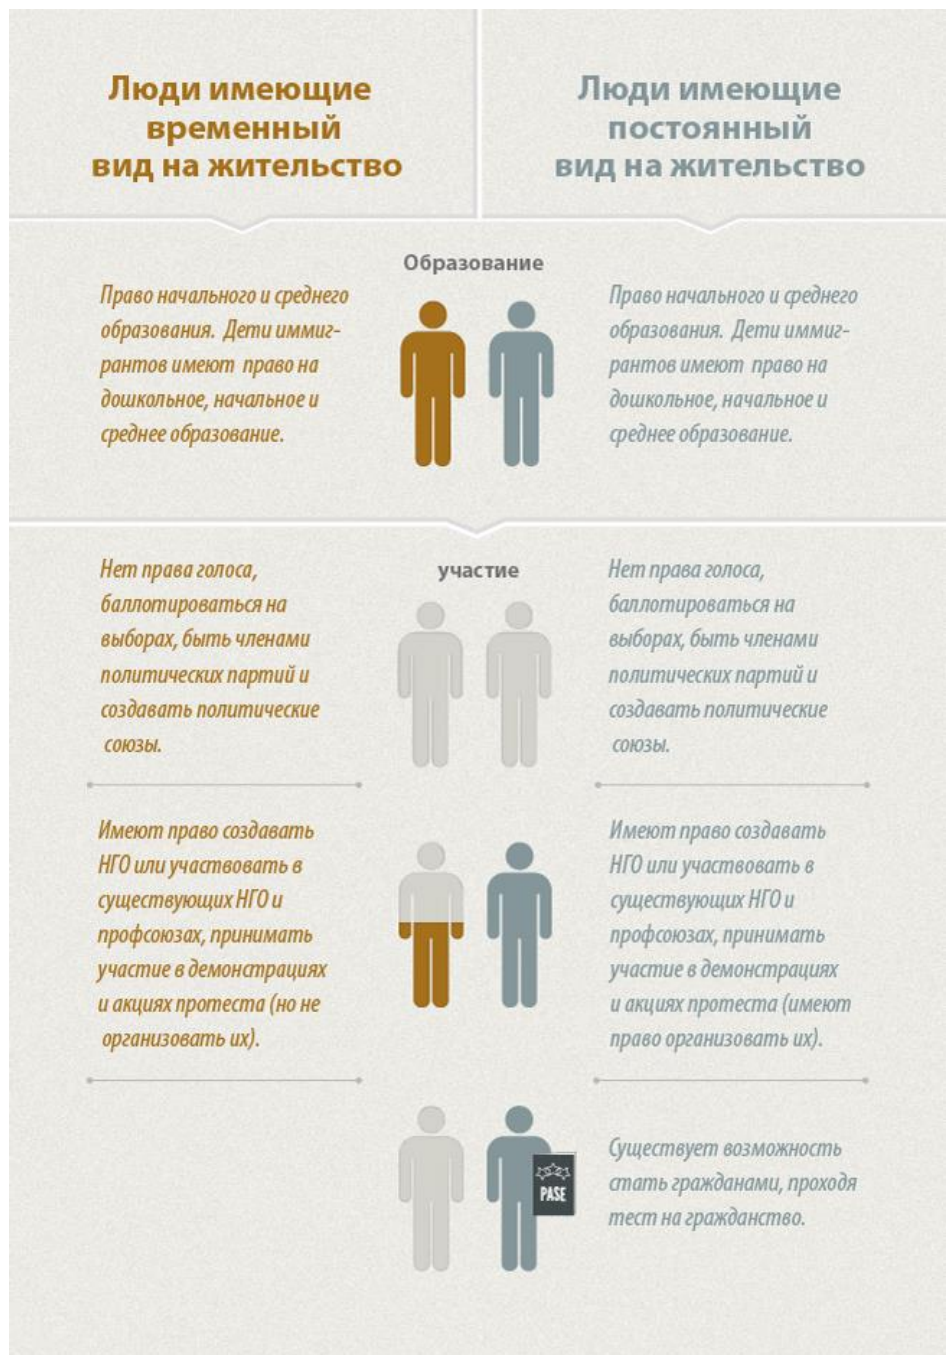 Люди имеющие
временный
вид на жительство
Люди имеющие
постоянный
вид на жительство
Образование
Право начального и среднего
образования. Дети иммиг-
рантов имеют право на
дошкольное, начальное и
среднее образование.
Право начального и среднего
образования. Дети иммиг-
рантов имеют право на
дошкольное, начальное и
среднее образование.
участие
Нет права голоса,
баллотироваться на
выборах, быть членами
политических партий и
создавать политические
союзы.
Нет права голоса,
баллотироваться на
выборах, быть членами
политических партий и
создавать политические
союзы.
Имеют право создавать
НГО или участвовать в
существующих НГО и
профсоюзах, принимать
участие в демонстрациях
и акциях протеста (но не
организовать их).
Имеют право создавать
НГО или участвовать в
существующих НГО и
профсоюзах, принимать
участие в демонстрациях
и акциях протеста (имеют
право организовать их).
PASE
Существует возможность
стать гражданами, проходя
тест на гражданство.